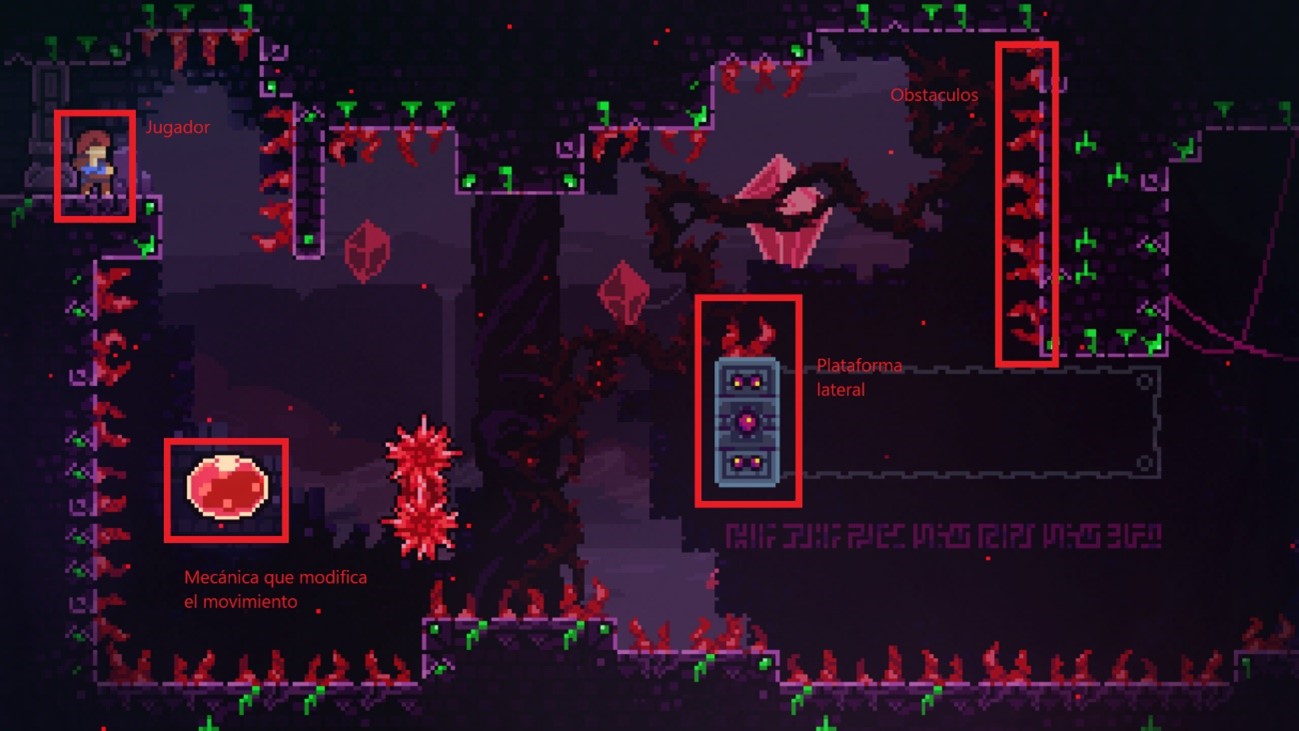 Jugador
Obstaculos
Plataforma
lateral
Mecánica que modifica
el movimiento